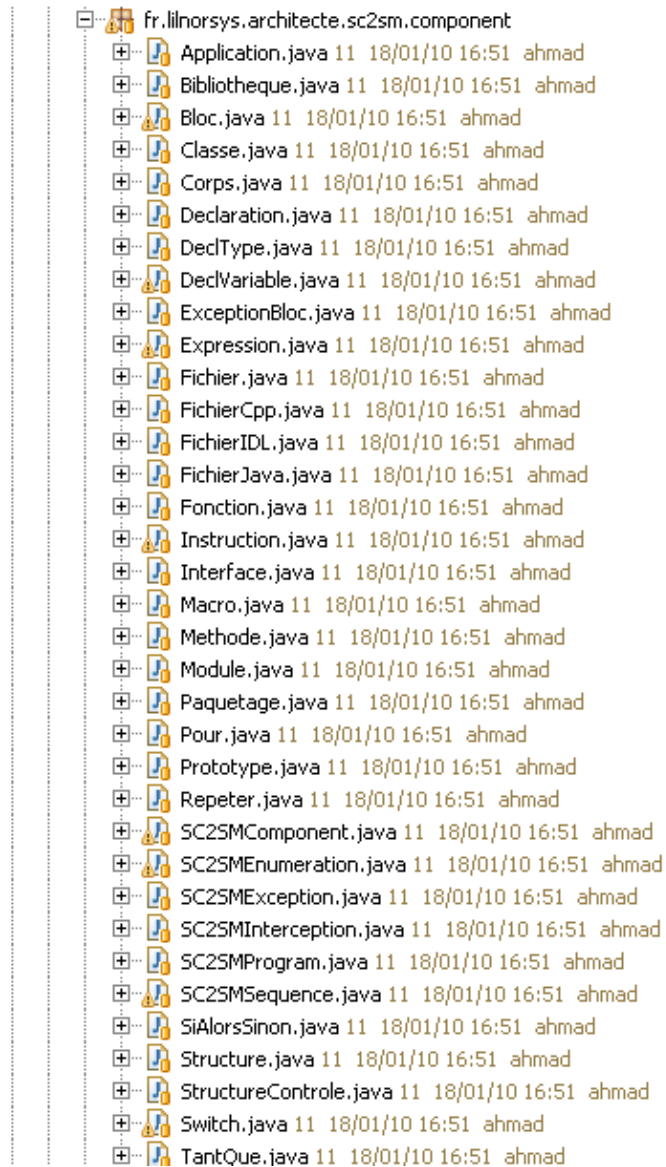 fr.lilnorsys.architecte.sc2sm.component
Application.java 11 18/01/10 16:51 ahmad
Bibliotheque.java 11 18/01/10 16:51 ahmad
Bloc.java 11 18/01/10 16:51 ahmad
Classe.java 11 18/01/10 16:51 ahmad
Corps.java 11 18/01/10 16:51 ahmad
Declaration.java 11 18/01/10 16:51 ahmad
DeclType.java 11 18/01/10 16:51 ahmad
DeclVariable.java 11 18/01/10 16:51 ahmad
ExceptionBloc.java 11 18/01/10 16:51 ahmad
Expression.java 11 18/01/10 16:51 ahmad
Fichier.java 11 18/01/10 16:51 ahmad
FichierCpp.java 11 18/01/10 16:51 ahmad
FichierIDL.java 11 18/01/10 16:51 ahmad
FichierJava.java 11 18/01/10 16:51 ahmad
Fonction.java 11 18/01/10 16:51 ahmad
Instruction.java 11 18/01/10 16:51 ahmad
Interface.java 11 18/01/10 16:51 ahmad
Macro.java 11 18/01/10 16:51 ahmad
Methode.java 11 18/01/10 16:51 ahmad
Module.java 11 18/01/10 16:51 ahmad
Paquetage.java 11 18/01/10 16:51 ahmad
Pour.java 11 18/01/10 16:51 ahmad
Prototype.java 11 18/01/10 16:51 ahmad
Repeter.java 11 18/01/10 16:51 ahmad
SC2SMComponent.java 11 18/01/10 16:51 ahmad
SC2SMEnumeration.java 11 18/01/10 16:51 ahmad
SC2SMException.java 11 18/01/10 16:51 ahmad
SC2SMInterception.java 11 18/01/10 16:51 ahmad
SC2SMProgram.java 11 18/01/10 16:51 ahmad
SC2SMSequence.java 11 18/01/10 16:51 ahmad
SiAlorsSinon.java 11 18/01/10 16:51 ahmad
Structure.java 11 18/01/10 16:51 ahmad
StructureControle.java 11 18/01/10 16:51 ahmad
Switch.java 11 18/01/10 16:51 ahmad
TantQue.java 11 18/01/10 16:51 ahmad